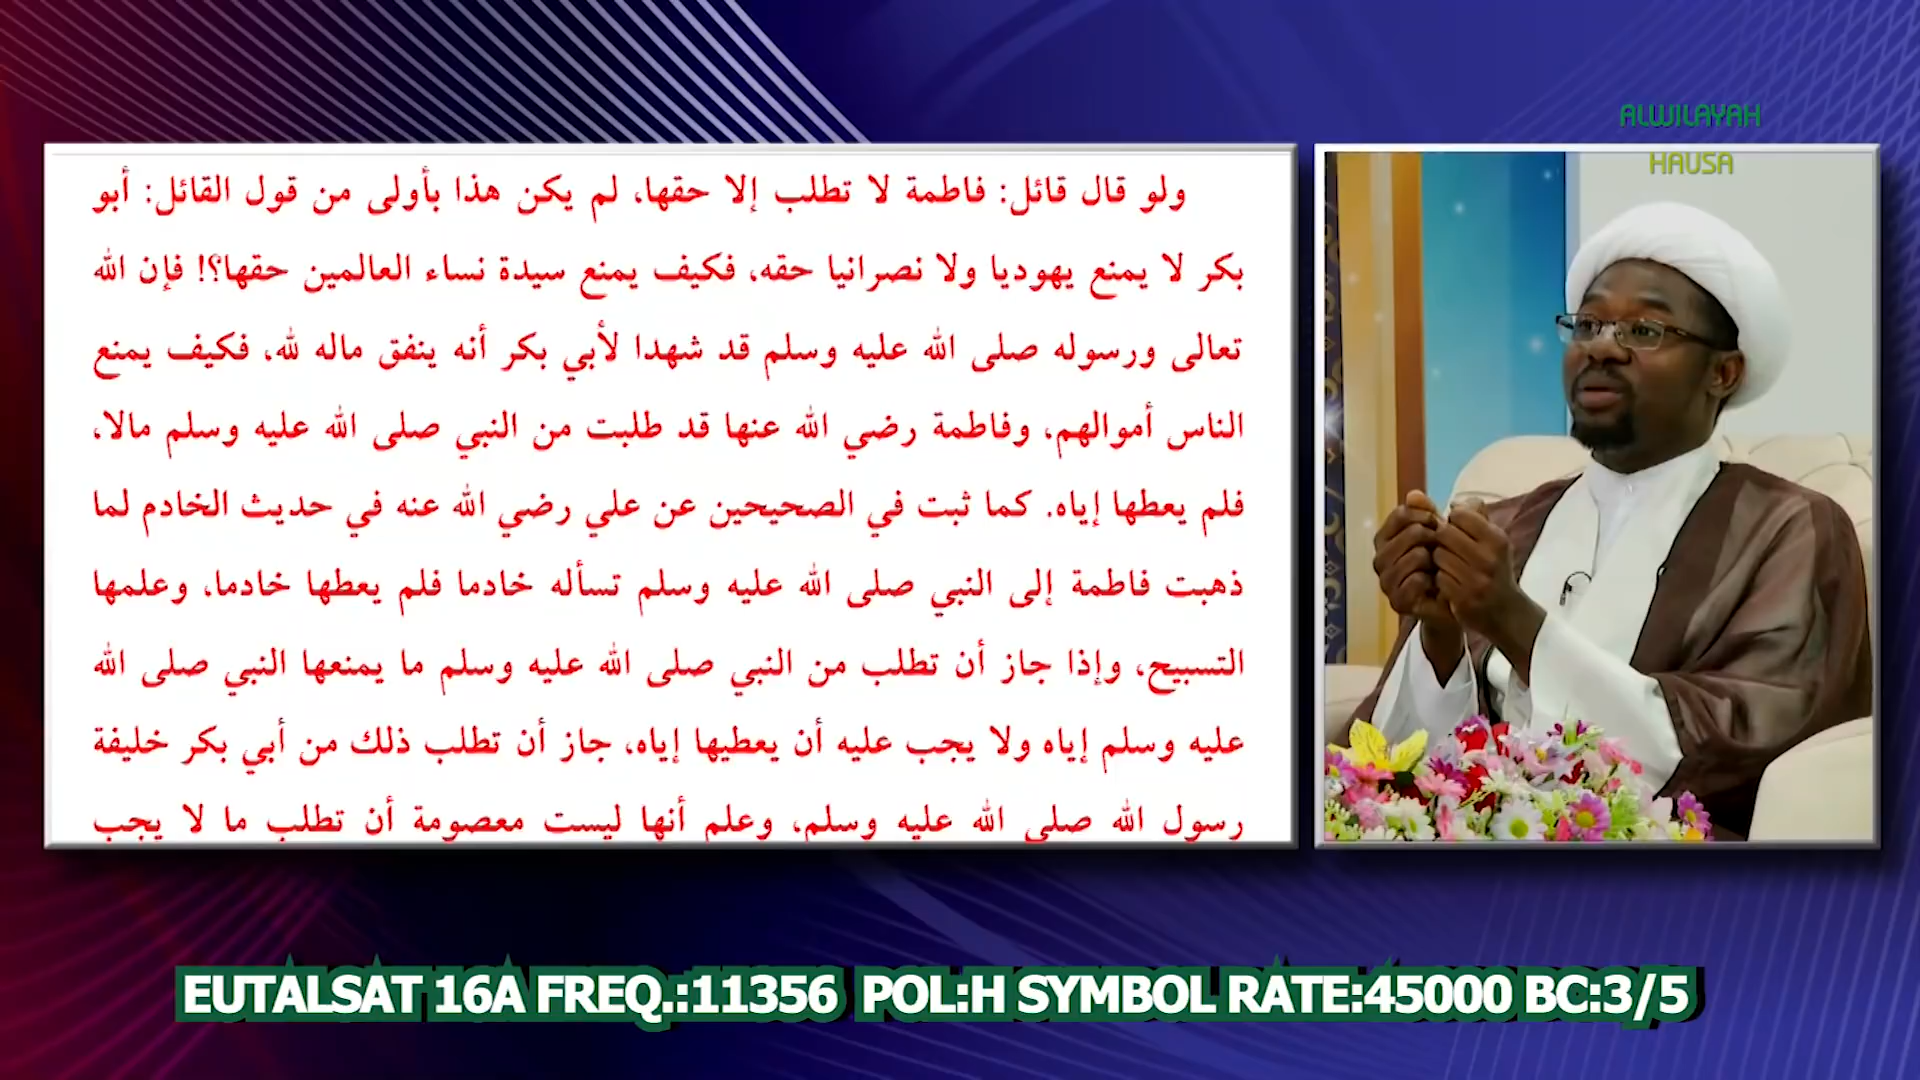 ALWILAYAH
HAUSA
ولو قال قائل: فاطمة لا تطلب إلا حقها، لم يكن هذا بأولى من قول القائل: أبو
بكر لا يمنع يهوديا ولا نصرانيا حقه، فكيف يمنع سيدة نساء العالمين حقها؟! فإن الله
تعالى ورسوله صلى الله عليه وسلم قد شهدا لأبي بكر أنه ينفق ماله لله، فكيف يمنع
الناس أموالهم، وفاطمة رضي الله عنها قد طلبت من النبي صلى الله عليه وسلم مالا،
فلم يعطها إياه. كما ثبت في الصحيحين عن علي رضي الله عنه في حديث الخادم لما
ذهبت فاطمة إلى النبي صلى الله عليه وسلم تسأله خادما فلم يعطها خادما، وعلمها
التسبيح، وإذا جاز أن تطلب من النبي صلى الله عليه وسلم ما يمنعها النبي صلى الله
عليه وسلم إياه ولا يجب عليه أن يعطيها إياه، جاز أن تطلب ذلك من أبي بكر خليفة
رسول الله صلى الله عليه وسلم، وعلم أنها ليست معصومة أن تطلب ما لا يجب
EUTALSAT 16A FREQ.:11356 POL:H SYMBOL RATE:45000 BC:3/5